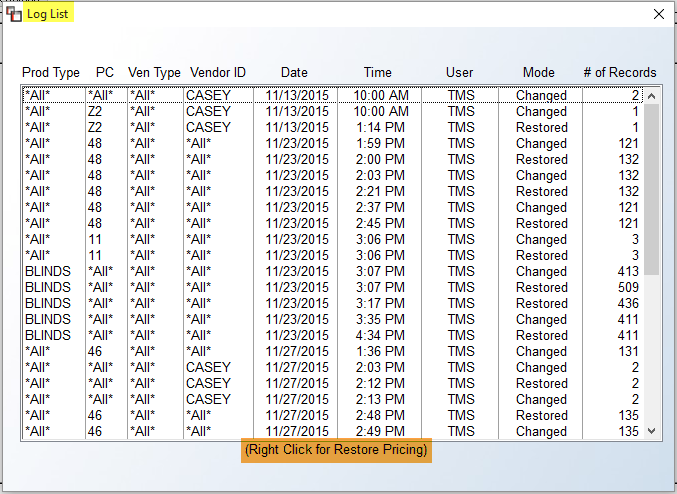 Log List
Prod Type PC Ven Type Vendor ID Date Time User Mode # of Records
*All* *All* *All* CASEY 11/13/2015 10:00 AM TMS Changed 2
*All* Z2 *All* CASEY 11/13/2015 10:00 AM TMS Changed 1
*All* Z2 *All* CASEY 11/13/2015 1:14 PM TMS Restored 1
*All* 48 *All* *All* 11/23/2015 1:59 PM TMS Changed 121
*All* 48 *All* *All* 11/23/2015 2:00 PM TMS Restored 132
*All* 48 *All* *All* 11/23/2015 2:03 PM TMS Changed 132
*All* 48 *All* *All* 11/23/2015 2:21 PM TMS Restored 132
*All* 48 *All* *All* 11/23/2015 2:37 PM TMS Changed 121
*All* 48 *All* *All* 11/23/2015 2:45 PM TMS Restored 121
*All* 11 *All* *All* 11/23/2015 3:06 PM TMS Changed 3
*All* 11 *All* *All* 11/23/2015 3:06 PM TMS Restored 3
BLINDS *All* *All* *All* 11/23/2015 3:07 PM TMS Changed 413
BLINDS *All* *All* *All* 11/23/2015 3:07 PM TMS Restored 509
BLINDS *All* *All* *All* 11/23/2015 3:17 PM TMS Restored 436
BLINDS *All* *All* *All* 11/23/2015 3:35 PM TMS Changed 411
BLINDS *All* *All* *All* 11/23/2015 4:34 PM TMS Restored 411
*All* 46 *All* *All* 11/27/2015 1:36 PM TMS Changed 131
*All* *All* *All* CASEY 11/27/2015 2:03 PM TMS Changed 2
*All* *All* *All* CASEY 11/27/2015 2:12 PM TMS Restored 2
*All* *All* *All* CASEY 11/27/2015 2:13 PM TMS Changed 2
*All* 46 *All* *All* 11/27/2015 2:48 PM TMS Restored 135
*All* 46 *All* *All* 11/27/2015 2:49 PM TMS Changed 135
(Right Click for Restore Pricing)